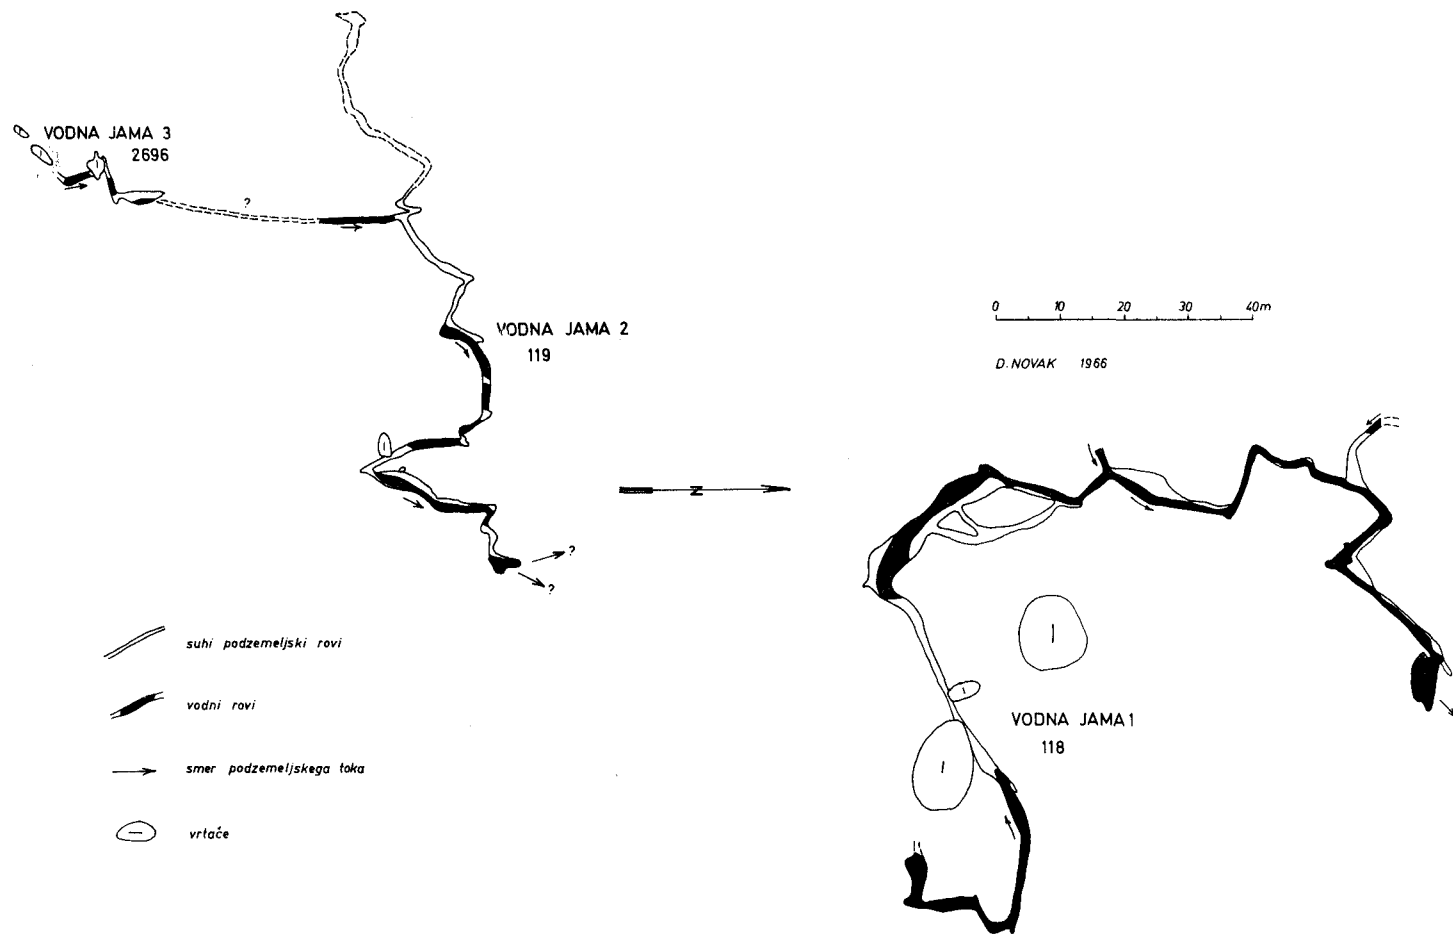 VODNA JAMA 3
2696
?
VODNA JAMA 2
119
0 10 20 30 40m
D. NOVAK 1966
N
?
?
suhi podzemeljski rovi
vodni rovi
VODNA JAMA 1
118
smer podzemeljskega toka
vrtače